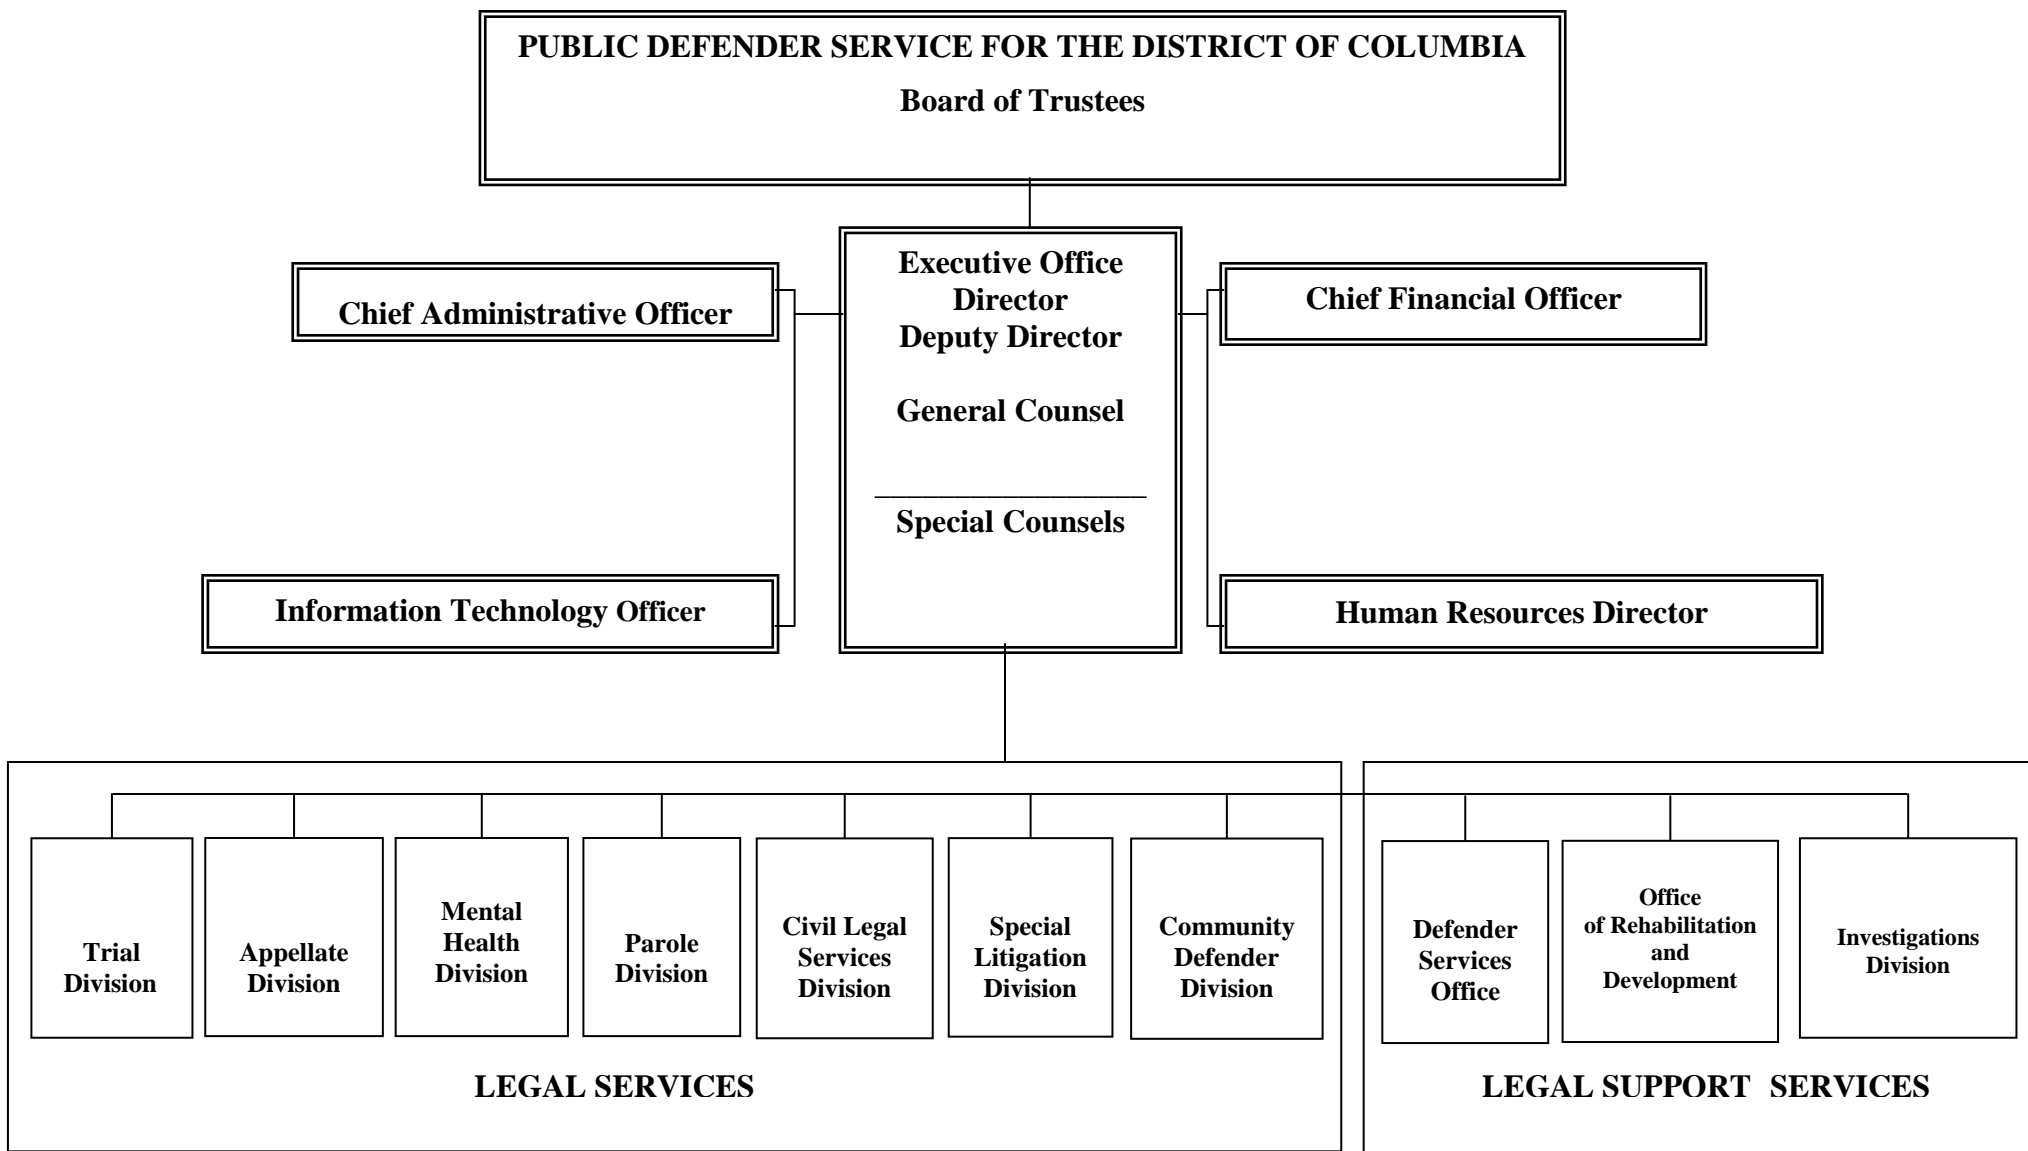 PUBLIC DEFENDER SERVICE FOR THE DISTRICT OF COLUMBIA
Board of Trustees
Executive Office
Director
Deputy Director
General Counsel
Special Counsels
Chief Administrative Officer
Chief Financial Officer
Information Technology Officer
Human Resources Director
Trial
Division
Appellate
Division
Mental
Health
Division
Parole
Division
Civil Legal
Services
Division
Special
Litigation
Division
Community
Defender
Division
Defender
Services
Office
Office
of Rehabilitation
and
Development
Investigations
Division
LEGAL SERVICES
LEGAL SUPPORT SERVICES